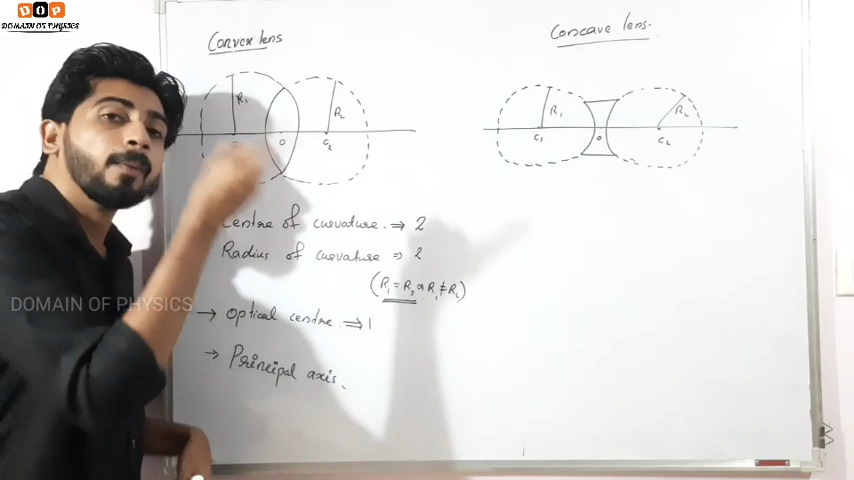 DOP
DOMAIN OF PHYSICS
Convex lens
Concave lens.
R₁
R₂
O
C₂
R₁
R₂
C₁
O
C₂
Centre of curvature. ⇒ 2
Radius of curvature ⇒ 2
(R₁ = R₂ or R₁ ≠ R₂)
→ Optical centre ⇒ 1
→ Principal axis.
DOMAIN OF PHYSICS